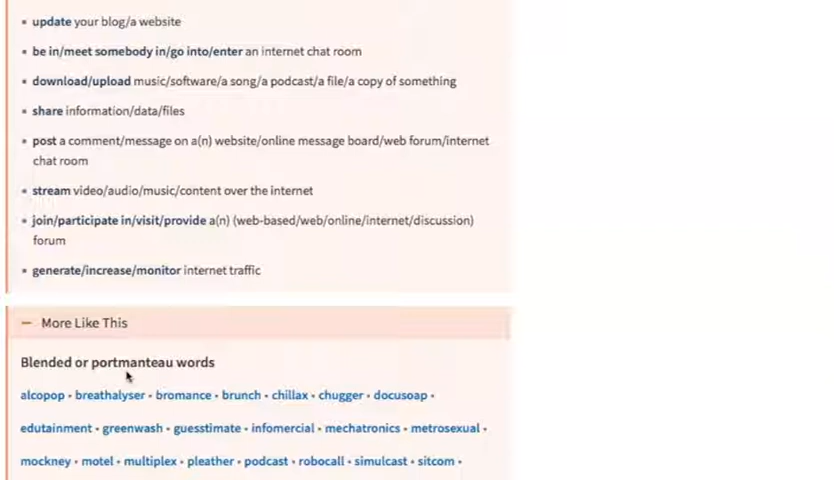 ▪ update your blog/a website
▪ be in/meet somebody in/go into/enter an internet chat room
▪ download/upload music/software/a song/a podcast/a file/a copy of something
▪ share information/data/files
▪ post a comment/message on a(n) website/online message board/web forum/internet
chat room
▪ stream video/audio/music/content over the internet
▪ join/participate in/visit/provide a(n) (web-based/web/online/internet/discussion)
forum
▪ generate/increase/monitor internet traffic
− More Like This
Blended or portmanteau words
alcopop • breathalyser • bromance • brunch • chillax • chugger • docusoap •
edutainment • greenwash • guesstimate • infomercial • mechatronics • metrosexual •
mockney • motel • multiplex • pleather • podcast • robocall • simulcast • sitcom •